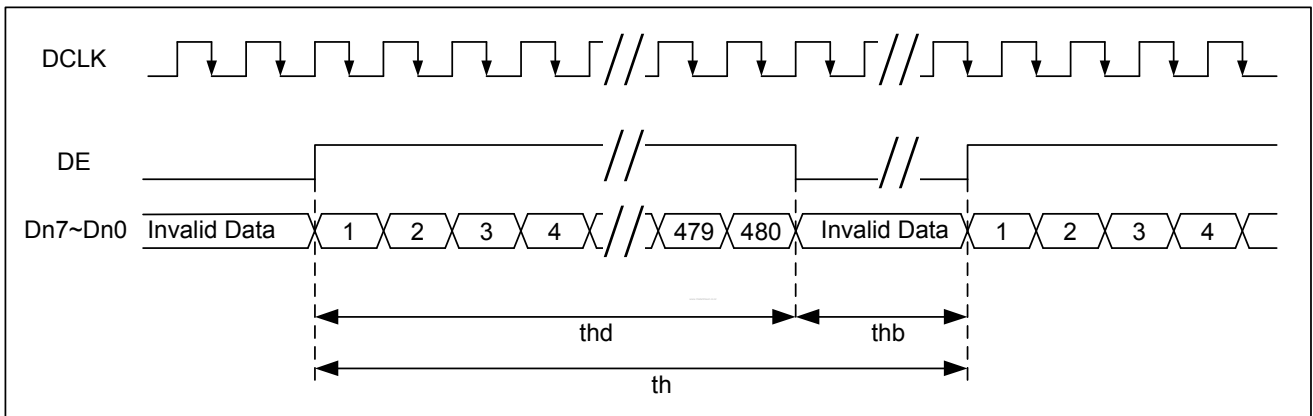 DCLK
DE
Dn7~Dn0 Invalid Data 1 2 3 4 479 480 Invalid Data 1 2 3 4
thd thb
th